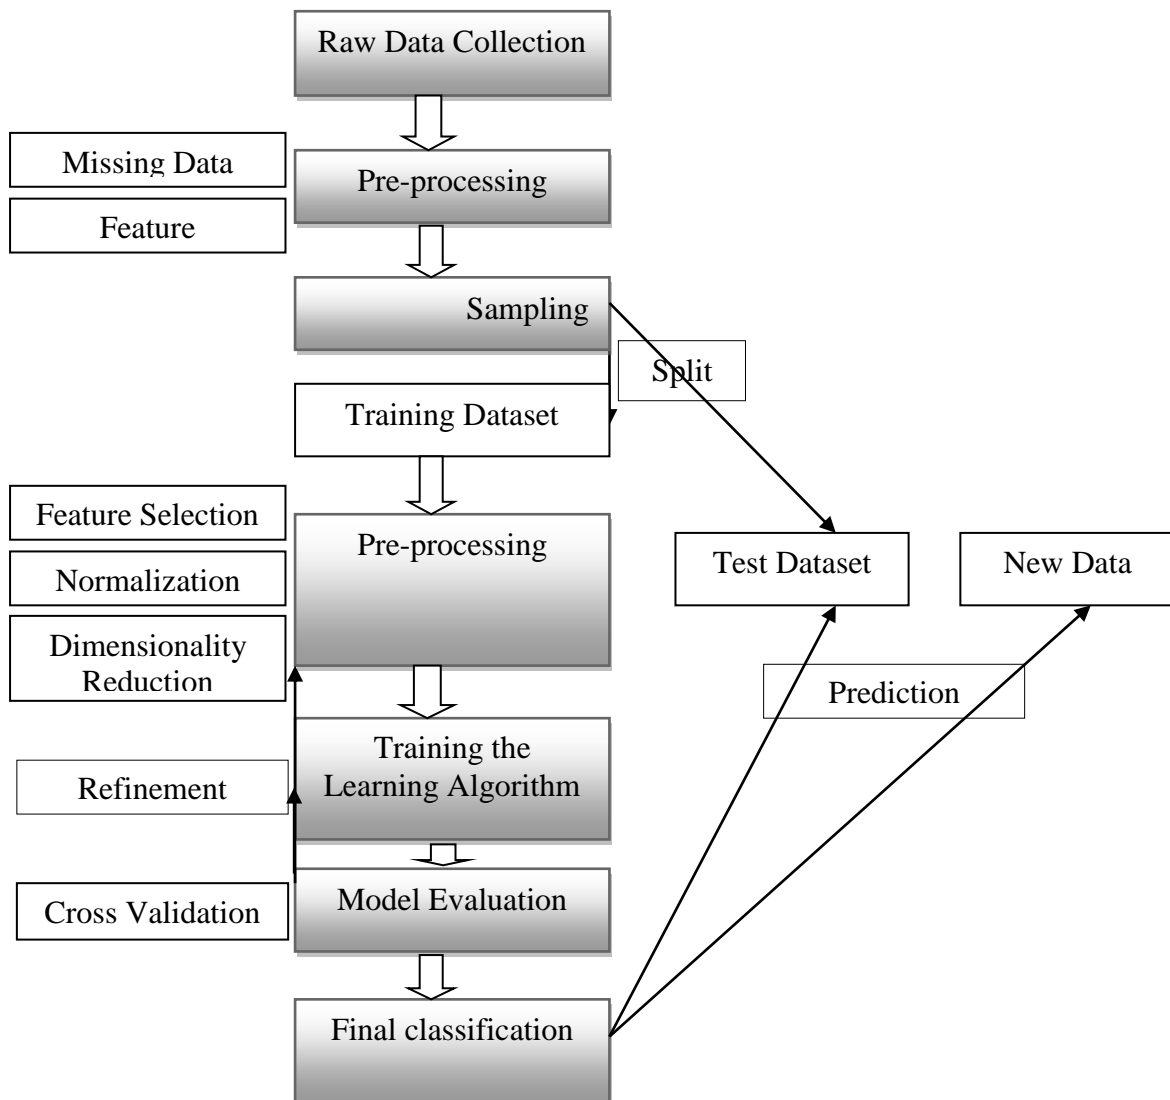 Raw Data Collection
Missing Data
Pre-processing
Feature
Sampling
Split
Training Dataset
Feature Selection
Pre-processing
Test Dataset
New Data
Normalization
Dimensionality
Reduction
Prediction
Training the
Learning Algorithm
Refinement
Model Evaluation
Cross Validation
Final classification